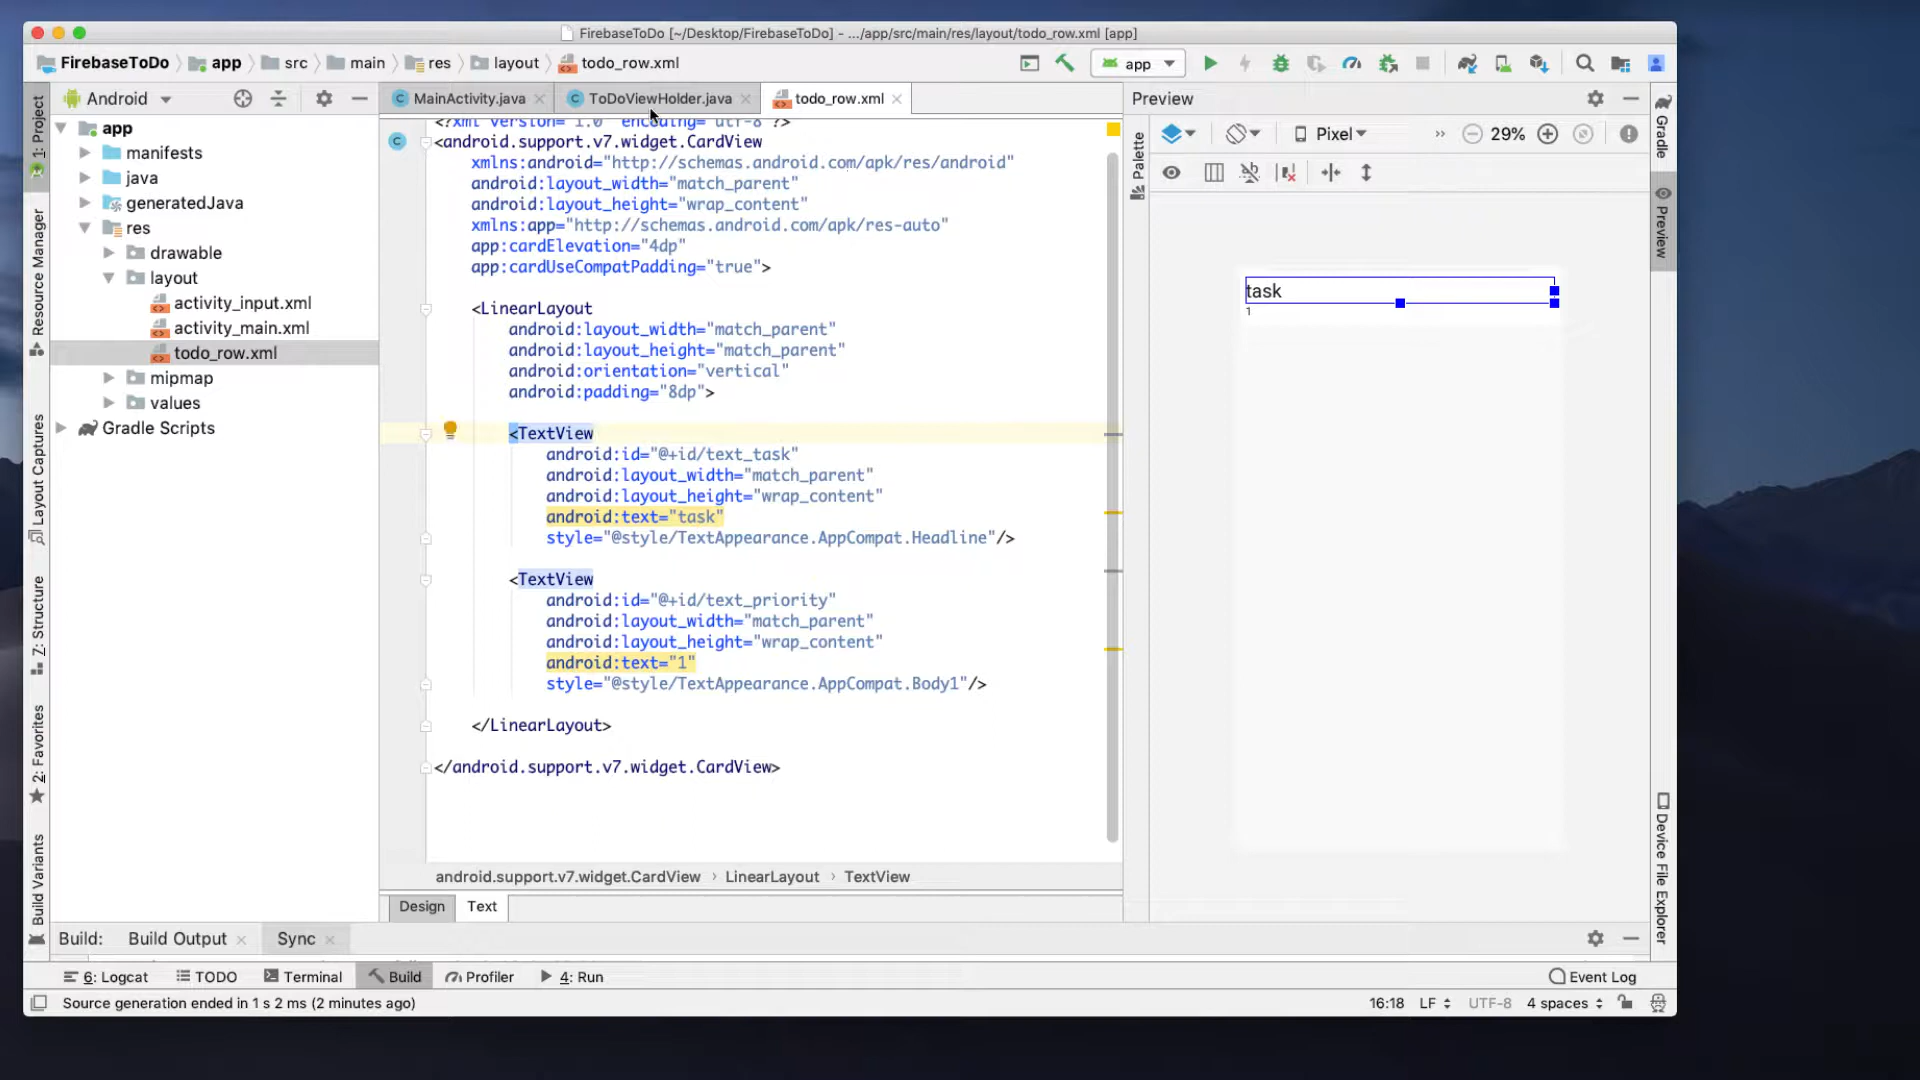 FirebaseToDo [~/Desktop/FirebaseToDo] - .../app/src/main/res/layout/todo_row.xml [app]
FirebaseToDo app src main res layout todo_row.xml app
Android MainActivity.java ToDoViewHolder.java todo_row.xml Preview
1: Project
Resource Manager
Layout Captures
Z: Structure
2: Favorites
Build Variants
app
manifests
java
generatedJava
res
drawable
layout
activity_input.xml
activity_main.xml
todo_row.xml
mipmap
values
Gradle Scripts
<?xml version="1.0" encoding="utf-8"?>
<android.support.v7.widget.CardView
xmlns:android="http://schemas.android.com/apk/res/android"
android:layout_width="match_parent"
android:layout_height="wrap_content"
xmlns:app="http://schemas.android.com/apk/res-auto"
app:cardElevation="4dp"
app:cardUseCompatPadding="true">
<LinearLayout
android:layout_width="match_parent"
android:layout_height="match_parent"
android:orientation="vertical"
android:padding="8dp">
<TextView
android:id="@+id/text_task"
android:layout_width="match_parent"
android:layout_height="wrap_content"
android:text="task"
style="@style/TextAppearance.AppCompat.Headline"/>
<TextView
android:id="@+id/text_priority"
android:layout_width="match_parent"
android:layout_height="wrap_content"
android:text="1"
style="@style/TextAppearance.AppCompat.Body1"/>
</LinearLayout>
</android.support.v7.widget.CardView>
android.support.v7.widget.CardView › LinearLayout › TextView
Design Text
Palette
Pixel » 29%
task
1
Gradle
Preview
Device File Explorer
Build: Build Output Sync
6: Logcat TODO Terminal Build Profiler 4: Run Event Log
Source generation ended in 1 s 2 ms (2 minutes ago) 16:18 LF UTF-8 4 spaces